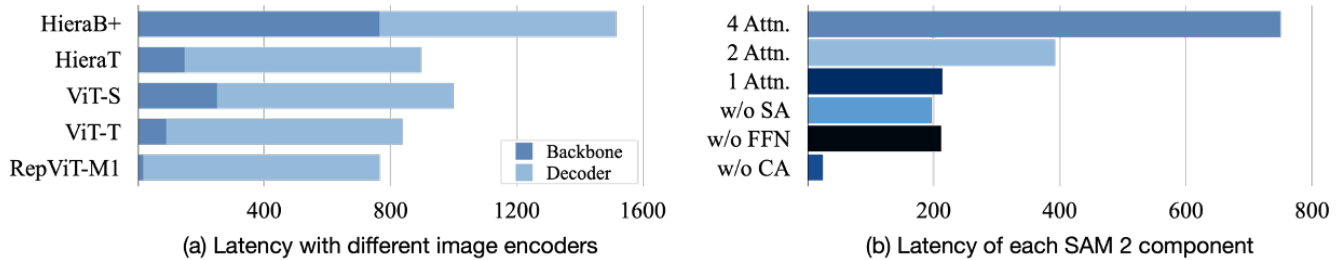 HieraB+
HieraT
ViT-S
ViT-T
RepViT-M1
Backbone
Decoder
400 800 1200 1600
(a) Latency with different image encoders
4 Attn.
2 Attn.
1 Attn.
w/o SA
w/o FFN
w/o CA
200 400 600 800
(b) Latency of each SAM 2 component